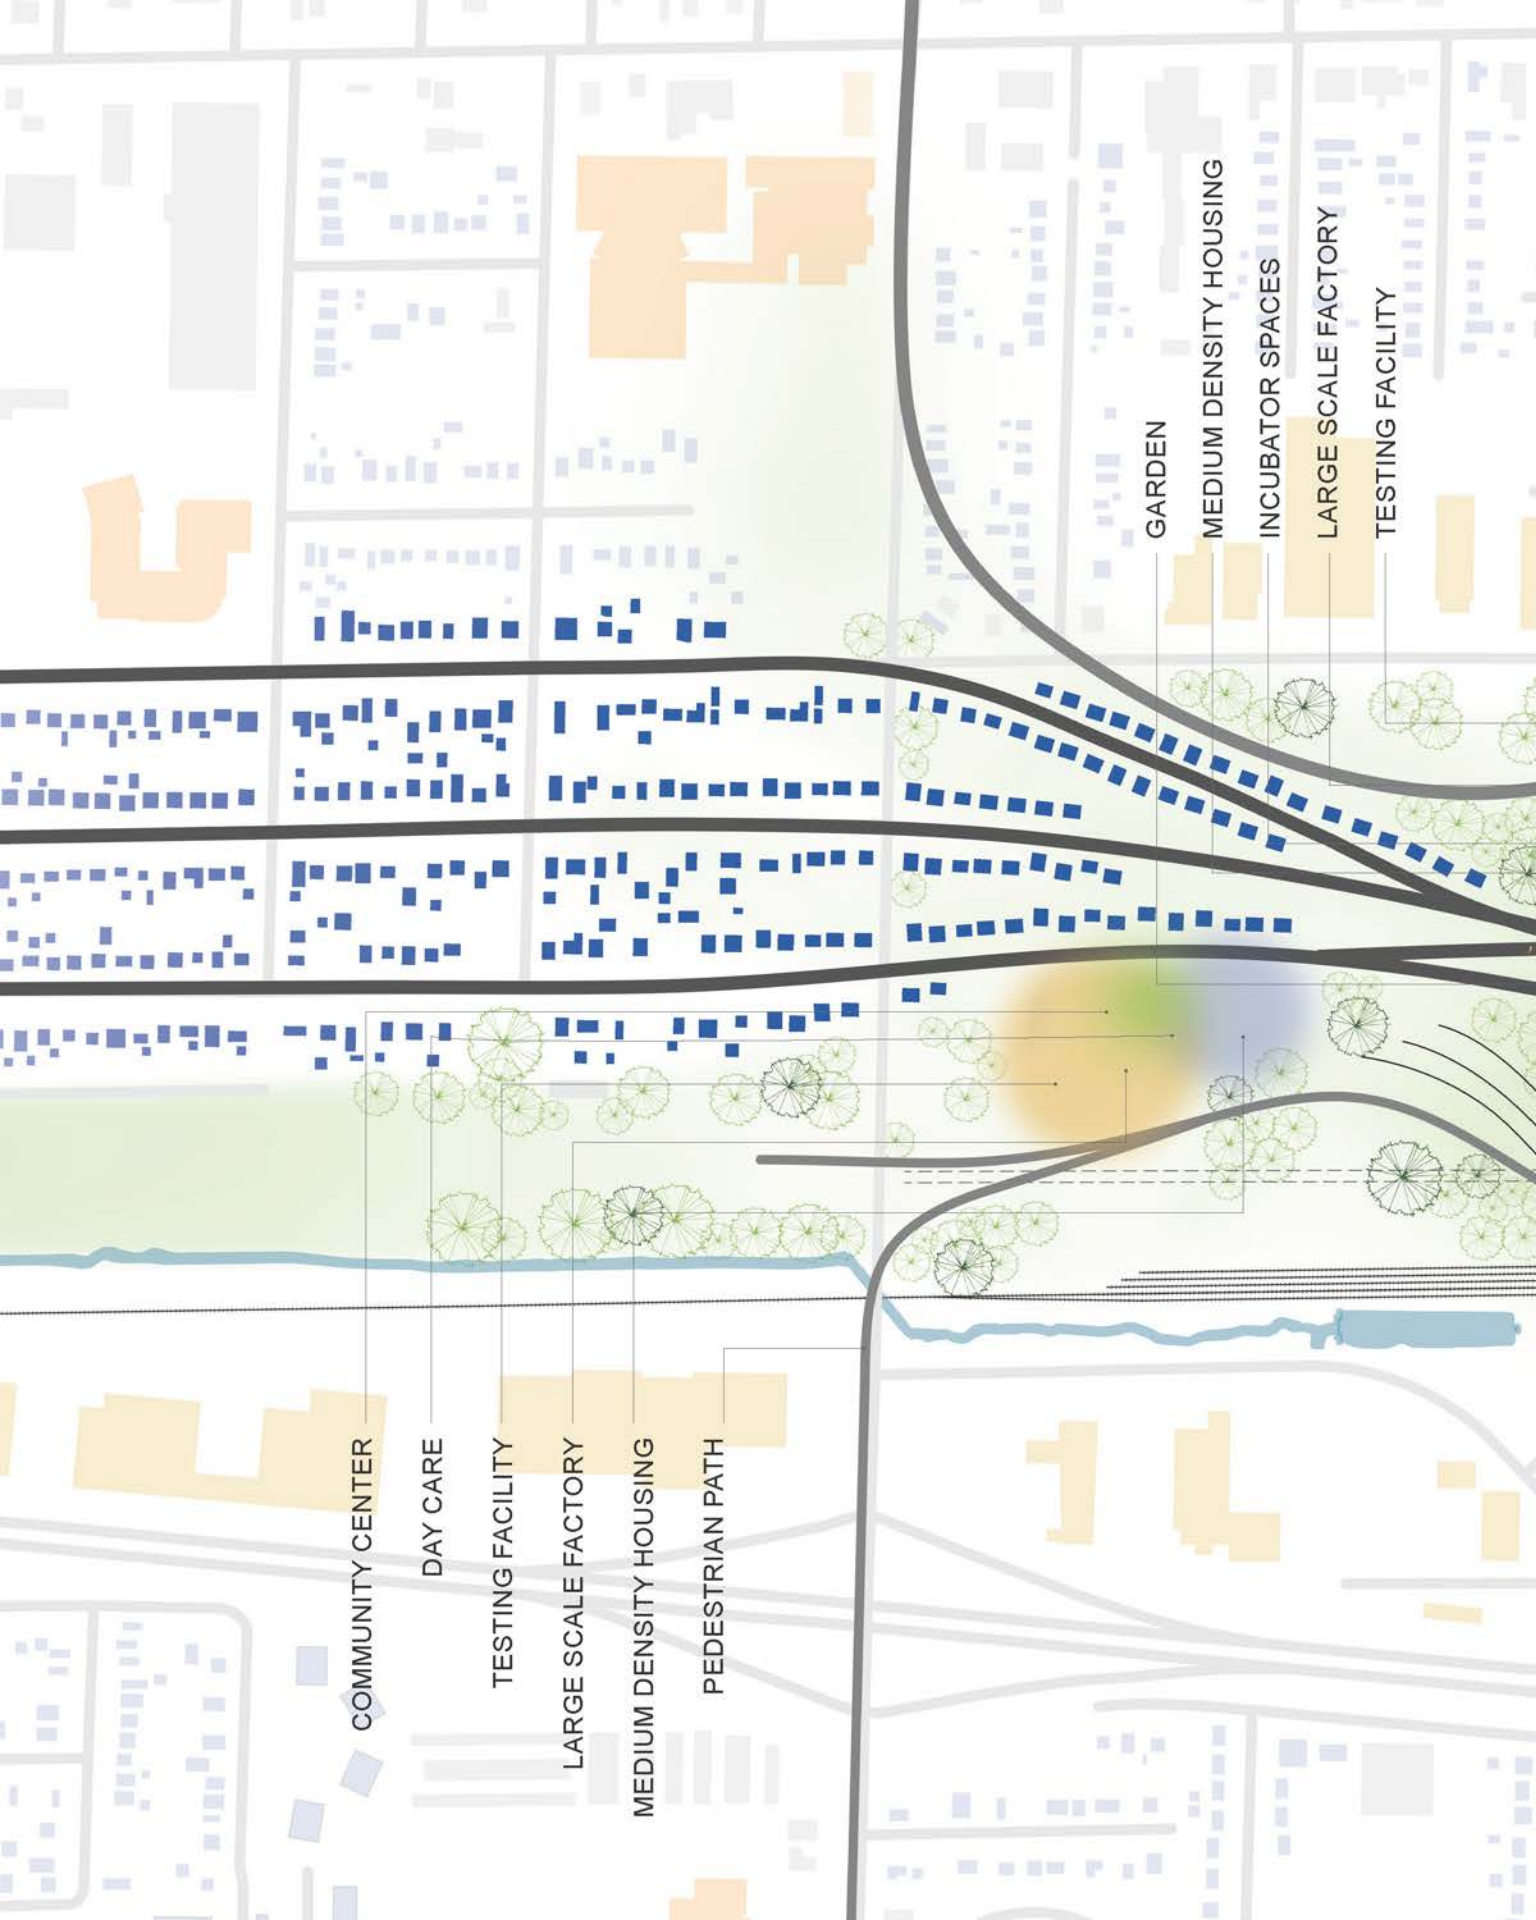 GARDEN
MEDIUM DENSITY HOUSING
INCUBATOR SPACES
LARGE SCALE FACTORY
TESTING FACILITY
COMMUNITY CENTER
DAY CARE
TESTING FACILITY
LARGE SCALE FACTORY
MEDIUM DENSITY HOUSING
PEDESTRIAN PATH